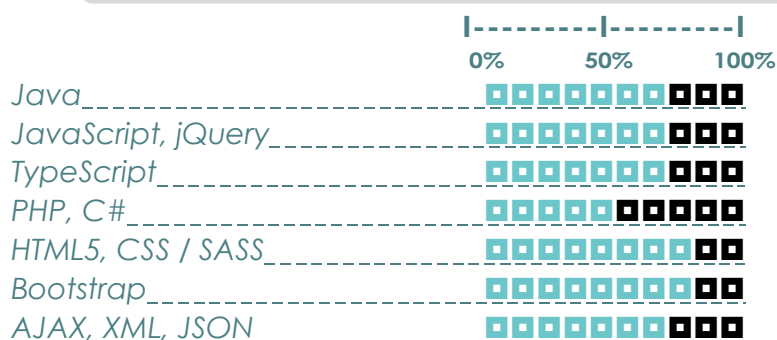 0% 50% 100%
Java
JavaScript, jQuery
TypeScript
PHP, C#
HTML5, CSS / SASS
Bootstrap
AJAX, XML, JSON